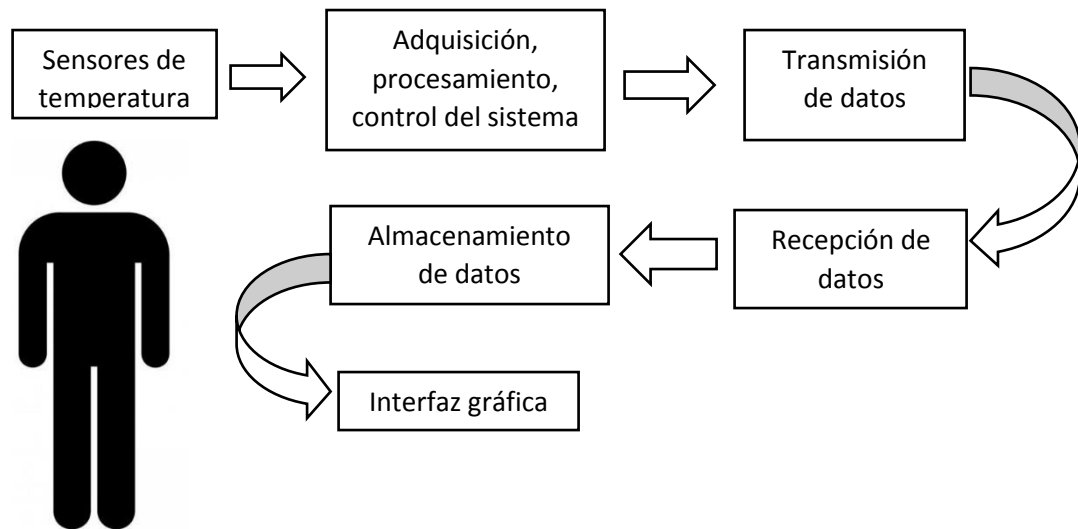 Sensores de
temperatura
Adquisición,
procesamiento,
control del sistema
Transmisión
de datos
Recepción de
datos
Almacenamiento
de datos
Interfaz gráfica